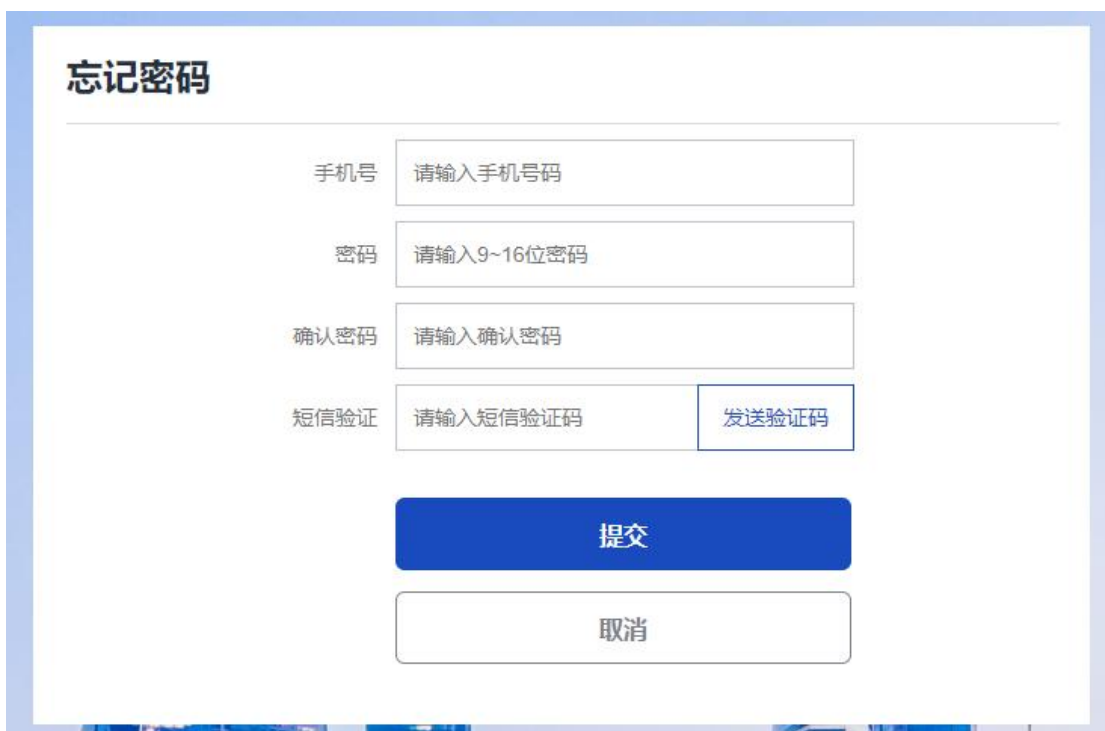 忘记密码
手机号 请输入手机号码
密码 请输入9~16位密码
确认密码 请输入确认密码
短信验证 请输入短信验证码 发送验证码
提交
取消